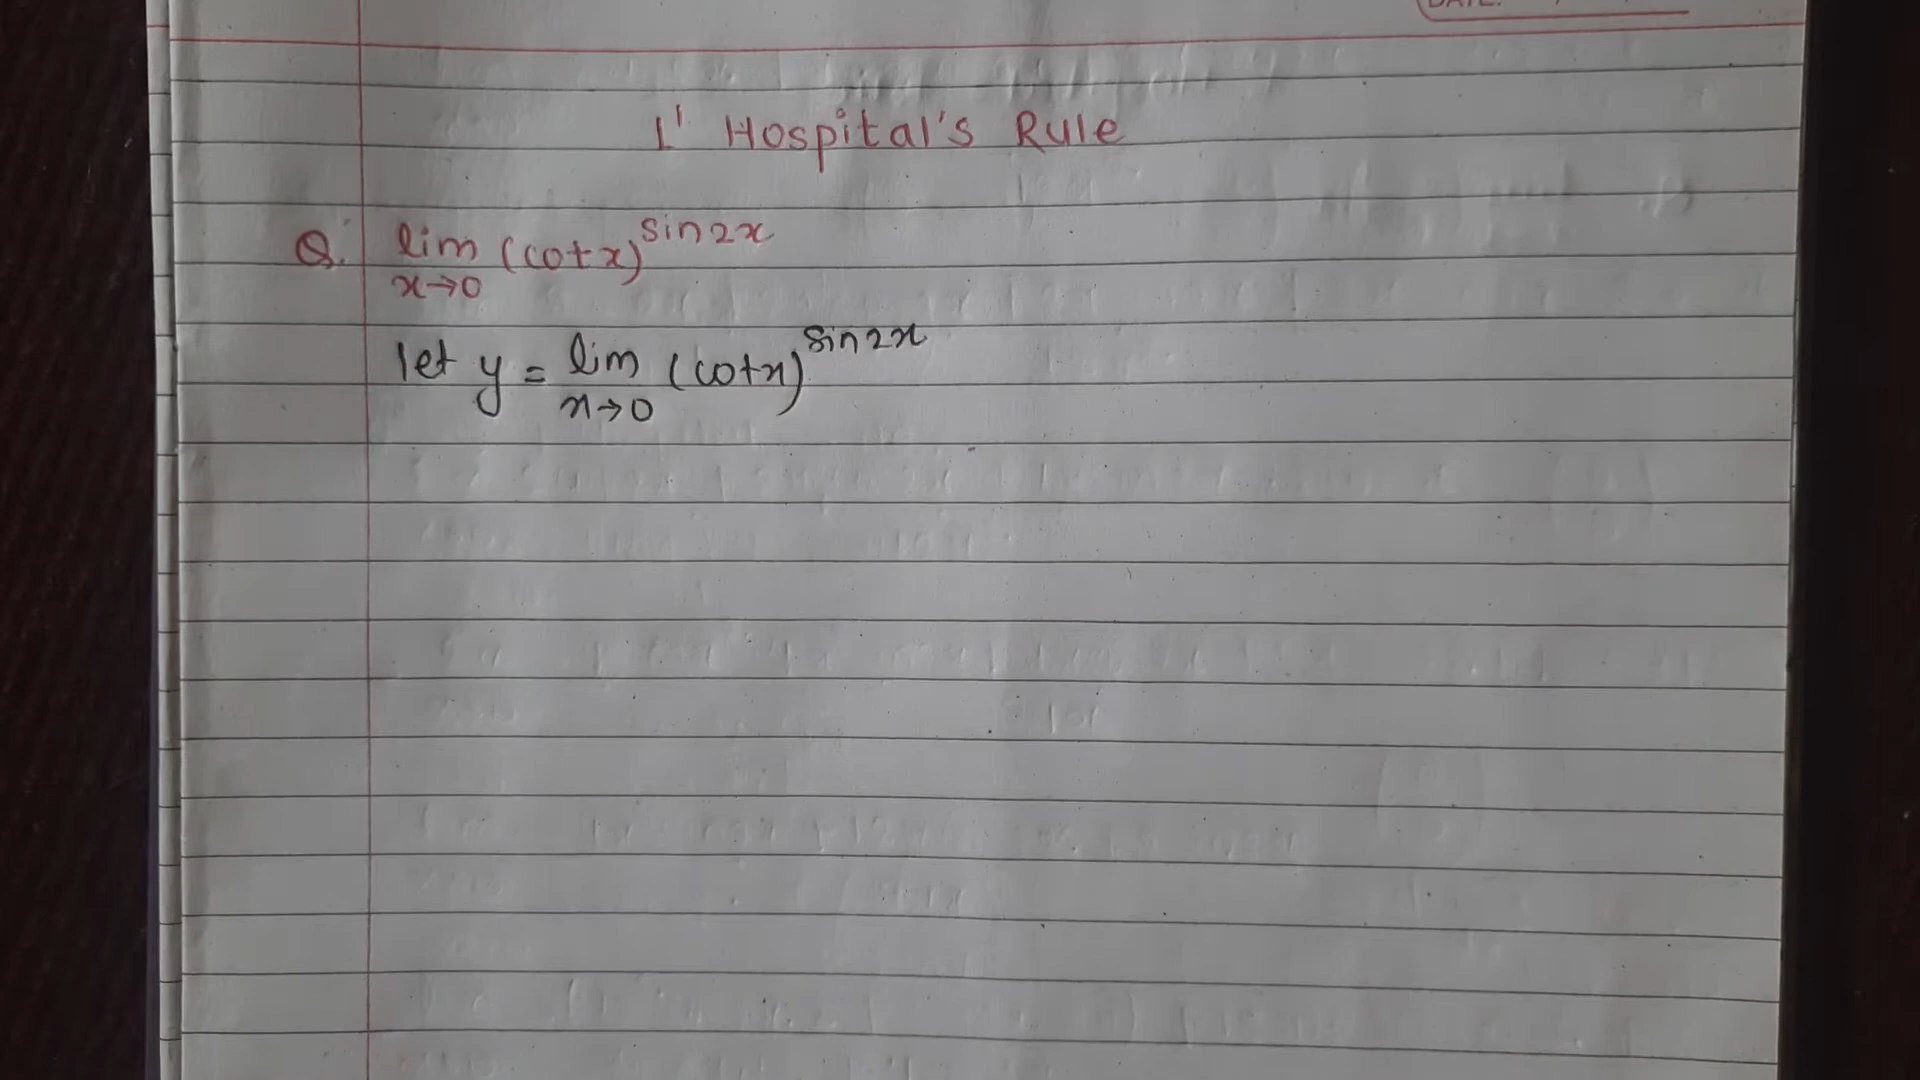 L' Hospital's Rule
Q. lim (cotx)^sin2x
x→0
let y = lim (cotx)^sin2x
x→0